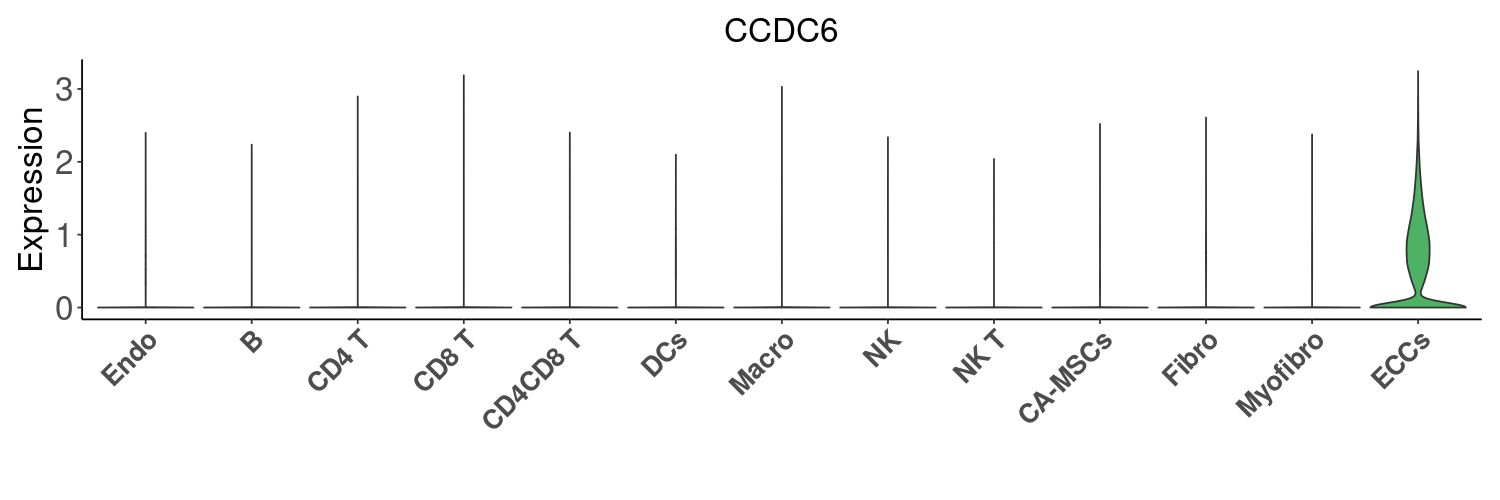 CCDC6
Expression
3
2
1
0
Endo
B
CD4 T
CD8 T
CD4CD8 T
DCs
Macro
NK
NK T
CA-MSCs
Fibro
Myofibro
ECCs